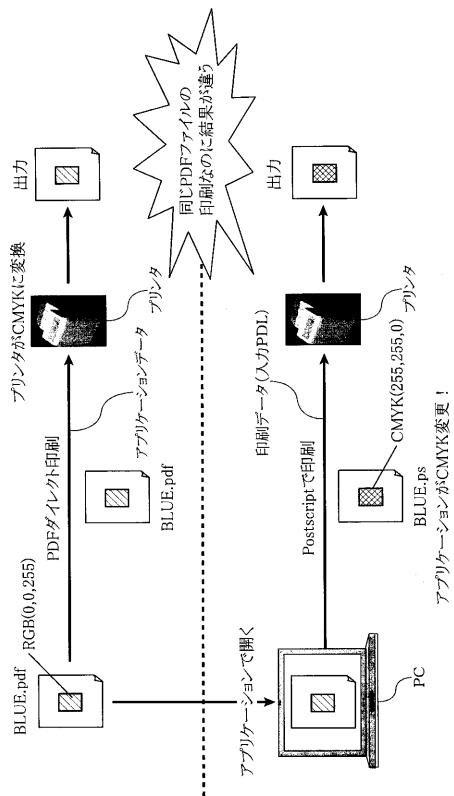 BLUE.pdf
RGB(0,0,255)
PDFダイレクト印刷
BLUE.pdf
アプリケーションデータ
プリンタがCMYKに変換
プリンタ
出力
同じPDFファイルの
印刷なのに結果が違う
アプリケーションで開く
PC
Postscriptで印刷
印刷データ(入力PDL)
BLUE.ps
CMYK(255,255,0)
アプリケーションがCMYK変更！
プリンタ
出力